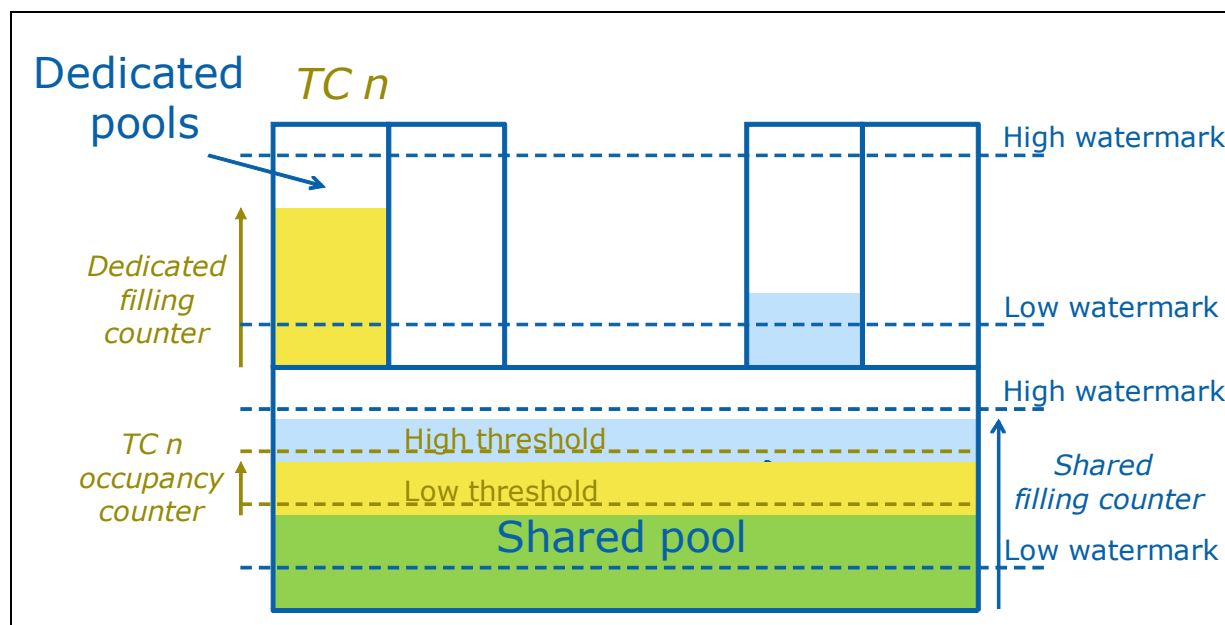 Dedicated
pools
TC n
High watermark
Dedicated
filling
counter
Low watermark
High watermark
TC n
occupancy
counter
High threshold
Low threshold
Shared pool
Shared
filling counter
Low watermark